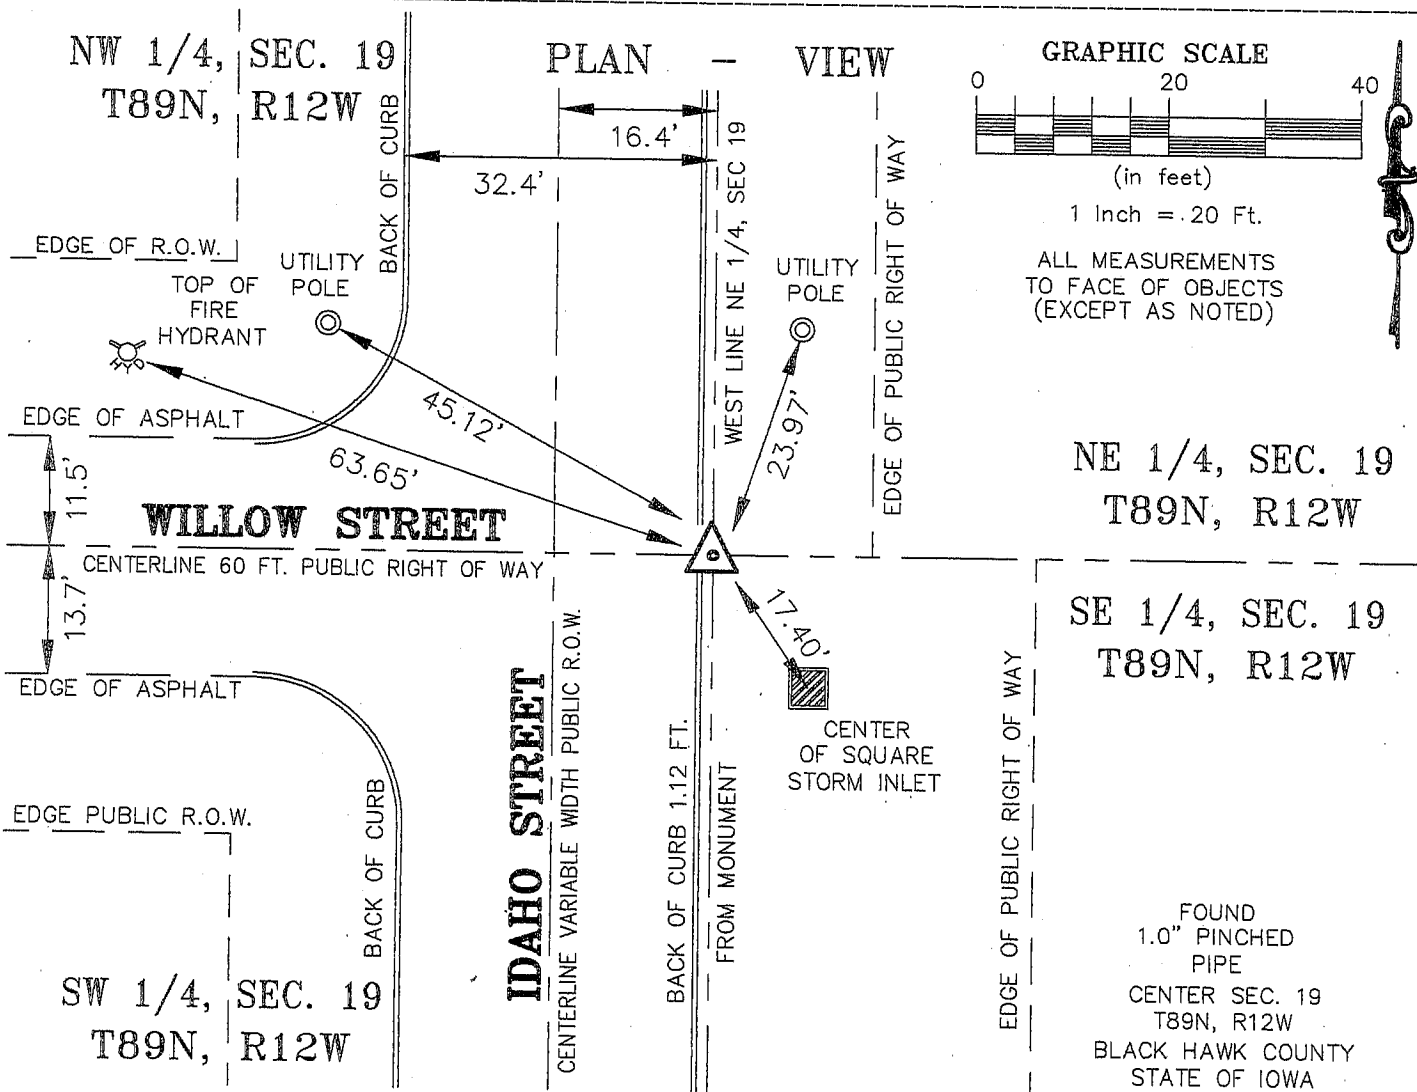 PLAN - VIEW
NW 1/4, SEC. 19
T89N, R12W
GRAPHIC SCALE
0 20 40
(in feet)
1 Inch = 20 Ft.
ALL MEASUREMENTS
TO FACE OF OBJECTS
(EXCEPT AS NOTED)
16.4'
32.4'
BACK OF CURB
WEST LINE NE 1/4, SEC 19
EDGE OF PUBLIC RIGHT OF WAY
EDGE OF R.O.W.
TOP OF
FIRE
HYDRANT
UTILITY
POLE
UTILITY
POLE
45.12'
63.65'
23.97'
EDGE OF ASPHALT
11.5'
WILLOW STREET
CENTERLINE 60 FT. PUBLIC RIGHT OF WAY
13.7'
NE 1/4, SEC. 19
T89N, R12W
SE 1/4, SEC. 19
T89N, R12W
17.40'
EDGE OF ASPHALT
CENTER
OF SQUARE
STORM INLET
IDAHO STREET
CENTERLINE VARIABLE WIDTH PUBLIC R.O.W.
BACK OF CURB 1.12 FT.
FROM MONUMENT
EDGE OF PUBLIC RIGHT OF WAY
EDGE PUBLIC R.O.W.
BACK OF CURB
SW 1/4, SEC. 19
T89N, R12W
FOUND
1.0" PINCHED
PIPE
CENTER SEC. 19
T89N, R12W
BLACK HAWK COUNTY
STATE OF IOWA